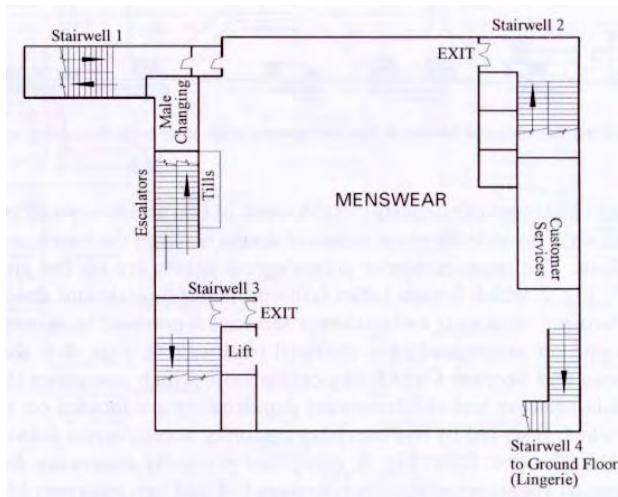 Stairwell 1
Stairwell 2
EXIT
Male
Changing
Escalators
Tills
MENSWEAR
Customer
Services
Stairwell 3
EXIT
Lift
Stairwell 4
to Ground Floor
(Lingerie)